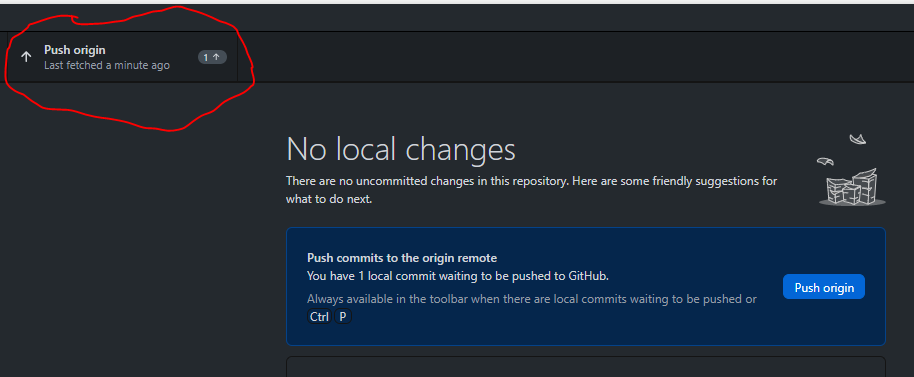 Push origin
Last fetched a minute ago
1 ↑
No local changes
There are no uncommitted changes in this repository. Here are some friendly suggestions for
what to do next.
Push commits to the origin remote
You have 1 local commit waiting to be pushed to GitHub.
Push origin
Always available in the toolbar when there are local commits waiting to be pushed or
Ctrl P